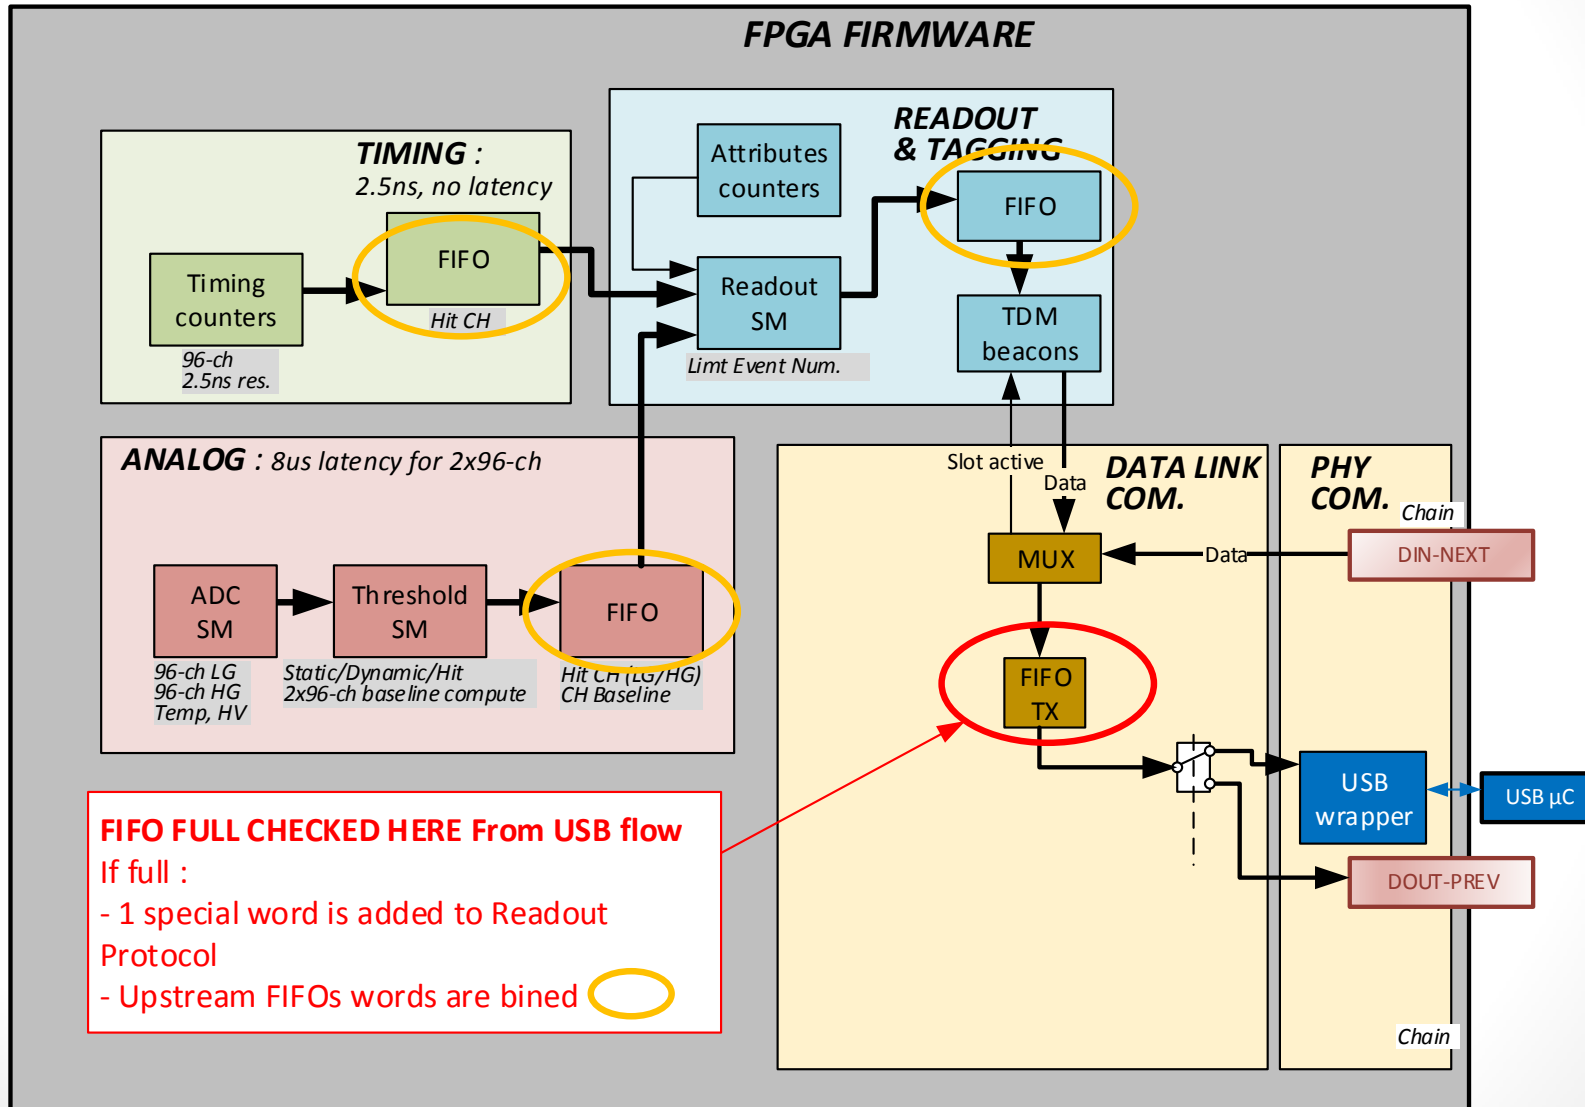 FPGA FIRMWARE
TIMING :
2.5ns, no latency
Timing
counters
96-ch
2.5ns res.
FIFO
Hit CH
READOUT
& TAGGING
Attributes
counters
FIFO
Readout
SM
Limt Event Num.
TDM
beacons
ANALOG : 8us latency for 2x96-ch
ADC
SM
96-ch LG
96-ch HG
Temp, HV
Threshold
SM
Static/Dynamic/Hit
2x96-ch baseline compute
FIFO
Hit CH (LG/HG)
CH Baseline
Slot active
Data
DATA LINK
COM.
MUX
Data
FIFO
TX
PHY
COM.
Chain
DIN-NEXT
USB
wrapper
USB µC
DOUT-PREV
Chain
FIFO FULL CHECKED HERE From USB flow
If full :
- 1 special word is added to Readout
Protocol
- Upstream FIFOs words are bined